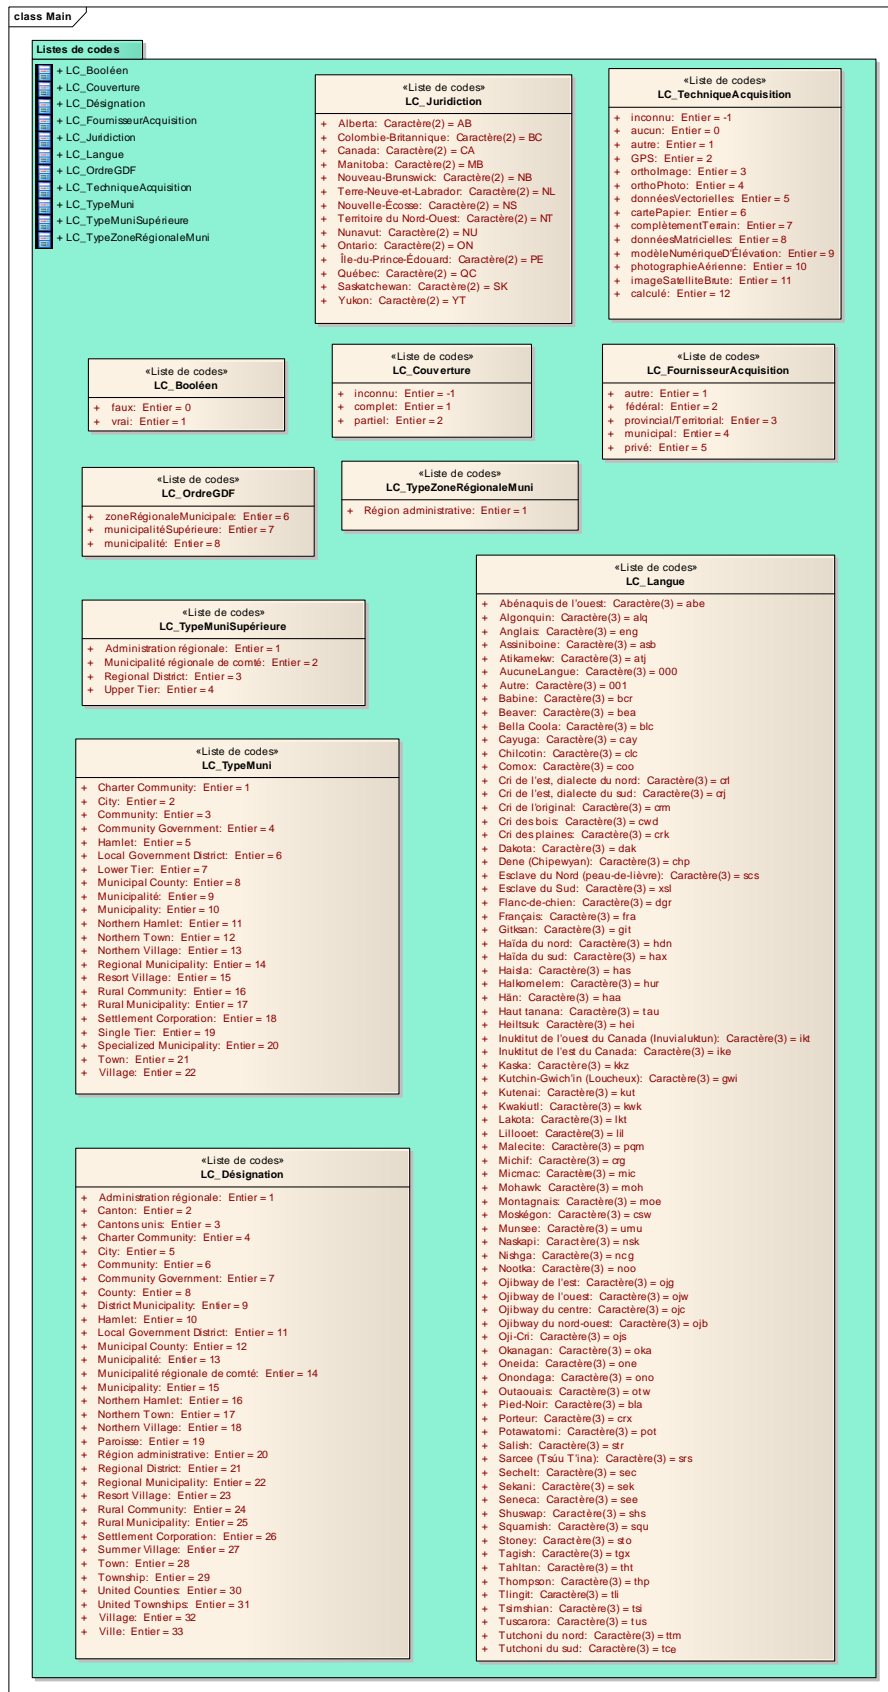 class Main
Listes de codes
+ LC_Booléen
+ LC_Couverture
+ LC_Désignation
+ LC_FournisseurAcquisition
+ LC_Juridiction
+ LC_Langue
+ LC_OrdreGDF
+ LC_TechniqueAcquisition
+ LC_TypeMuni
+ LC_TypeMuniSupérieure
+ LC_TypeZoneRégionaleMuni
«Liste de codes»
LC_Juridiction
+ Alberta: Caractère(2) = AB
+ Colombie-Britannique: Caractère(2) = BC
+ Canada: Caractère(2) = CA
+ Manitoba: Caractère(2) = MB
+ Nouveau-Brunswick: Caractère(2) = NB
+ Terre-Neuve-et-Labrador: Caractère(2) = NL
+ Nouvelle-Écosse: Caractère(2) = NS
+ Territoire du Nord-Ouest: Caractère(2) = NT
+ Nunavut: Caractère(2) = NU
+ Ontario: Caractère(2) = ON
+ Île-du-Prince-Édouard: Caractère(2) = PE
+ Québec: Caractère(2) = QC
+ Saskatchewan: Caractère(2) = SK
+ Yukon: Caractère(2) = YT
«Liste de codes»
LC_TechniqueAcquisition
+ inconnu: Entier = -1
+ aucun: Entier = 0
+ autre: Entier = 1
+ GPS: Entier = 2
+ orthoImage: Entier = 3
+ orthoPhoto: Entier = 4
+ donnéesVectorielles: Entier = 5
+ cartePapier: Entier = 6
+ complètementTerrain: Entier = 7
+ donnéesMatricielles: Entier = 8
+ modèleNumériqueD'Élévation: Entier = 9
+ photographieAérienne: Entier = 10
+ imageSatelliteBrute: Entier = 11
+ calculé: Entier = 12
«Liste de codes»
LC_Booléen
+ faux: Entier = 0
+ vrai: Entier = 1
«Liste de codes»
LC_Couverture
+ inconnu: Entier = -1
+ complet: Entier = 1
+ partiel: Entier = 2
«Liste de codes»
LC_FournisseurAcquisition
+ autre: Entier = 1
+ fédéral: Entier = 2
+ provincial/Territorial: Entier = 3
+ municipal: Entier = 4
+ privé: Entier = 5
«Liste de codes»
LC_OrdreGDF
+ zoneRégionaleMunicipale: Entier = 6
+ municipalitéSupérieure: Entier = 7
+ municipalité: Entier = 8
«Liste de codes»
LC_TypeZoneRégionaleMuni
+ Région administrative: Entier = 1
«Liste de codes»
LC_TypeMuniSupérieure
+ Administration régionale: Entier = 1
+ Municipalité régionale de comté: Entier = 2
+ Regional District: Entier = 3
+ Upper Tier: Entier = 4
«Liste de codes»
LC_TypeMuni
+ Charter Community: Entier = 1
+ City: Entier = 2
+ Community: Entier = 3
+ Community Government: Entier = 4
+ Hamlet: Entier = 5
+ Local Government District: Entier = 6
+ Lower Tier: Entier = 7
+ Municipal County: Entier = 8
+ Municipalité: Entier = 9
+ Municipality: Entier = 10
+ Northern Hamlet: Entier = 11
+ Northern Town: Entier = 12
+ Northern Village: Entier = 13
+ Regional Municipality: Entier = 14
+ Resort Village: Entier = 15
+ Rural Community: Entier = 16
+ Rural Municipality: Entier = 17
+ Settlement Corporation: Entier = 18
+ Single Tier: Entier = 19
+ Specialized Municipality: Entier = 20
+ Town: Entier = 21
+ Village: Entier = 22
«Liste de codes»
LC_Désignation
+ Administration régionale: Entier = 1
+ Canton: Entier = 2
+ Cantons unis: Entier = 3
+ Charter Community: Entier = 4
+ City: Entier = 5
+ Community: Entier = 6
+ Community Government: Entier = 7
+ County: Entier = 8
+ District Municipality: Entier = 9
+ Hamlet: Entier = 10
+ Local Government District: Entier = 11
+ Municipal County: Entier = 12
+ Municipalité: Entier = 13
+ Municipalité régionale de comté: Entier = 14
+ Municipality: Entier = 15
+ Northern Hamlet: Entier = 16
+ Northern Town: Entier = 17
+ Northern Village: Entier = 18
+ Paroisse: Entier = 19
+ Région administrative: Entier = 20
+ Regional District: Entier = 21
+ Regional Municipality: Entier = 22
+ Resort Village: Entier = 23
+ Rural Community: Entier = 24
+ Rural Municipality: Entier = 25
+ Settlement Corporation: Entier = 26
+ Summer Village: Entier = 27
+ Town: Entier = 28
+ Township: Entier = 29
+ United Counties: Entier = 30
+ United Townships: Entier = 31
+ Village: Entier = 32
+ Ville: Entier = 33
«Liste de codes»
LC_Langue
+ Abénaquis de l'ouest: Caractère(3) = abe
+ Algonquin: Caractère(3) = alq
+ Anglais: Caractère(3) = eng
+ Assiniboine: Caractère(3) = asb
+ Atikamekw: Caractère(3) = atj
+ AucuneLangue: Caractère(3) = 000
+ Autre: Caractère(3) = 001
+ Babine: Caractère(3) = bcr
+ Beaver: Caractère(3) = bea
+ Bella Coola: Caractère(3) = blc
+ Cayuga: Caractère(3) = cay
+ Chilcotin: Caractère(3) = clc
+ Comox: Caractère(3) = coo
+ Cri de l'est, dialecte du nord: Caractère(3) = crl
+ Cri de l'est, dialecte du sud: Caractère(3) = crj
+ Cri de l'original: Caractère(3) = crm
+ Cri des bois: Caractère(3) = cwd
+ Cri des plaines: Caractère(3) = crk
+ Dakota: Caractère(3) = dak
+ Dene (Chipewyan): Caractère(3) = chp
+ Esclave du Nord (peau-de-lièvre): Caractère(3) = scs
+ Esclave du Sud: Caractère(3) = xsl
+ Flanc-de-chien: Caractère(3) = dgr
+ Français: Caractère(3) = fra
+ Gitksan: Caractère(3) = git
+ Haïda du nord: Caractère(3) = hdn
+ Haïda du sud: Caractère(3) = hax
+ Haisla: Caractère(3) = has
+ Halkomelem: Caractère(3) = hur
+ Hän: Caractère(3) = haa
+ Haut tanana: Caractère(3) = tau
+ Heiltsuk: Caractère(3) = hei
+ Inuktitut de l'ouest du Canada (Inuvialuktun): Caractère(3) = ikt
+ Inuktitut de l'est du Canada: Caractère(3) = ike
+ Kaska: Caractère(3) = kkz
+ Kutchin-Gwich'in (Loucheux): Caractère(3) = gwi
+ Kutenai: Caractère(3) = kut
+ Kwakiutl: Caractère(3) = kwk
+ Lakota: Caractère(3) = lkt
+ Lillooet: Caractère(3) = lil
+ Malecite: Caractère(3) = pqm
+ Michif: Caractère(3) = crg
+ Micmac: Caractère(3) = mic
+ Mohawk: Caractère(3) = moh
+ Montagnais: Caractère(3) = moe
+ Moskégon: Caractère(3) = csw
+ Munsee: Caractère(3) = umu
+ Naskapi: Caractère(3) = nsk
+ Nishga: Caractère(3) = ncg
+ Nootka: Caractère(3) = noo
+ Ojibway de l'est: Caractère(3) = ojg
+ Ojibway de l'ouest: Caractère(3) = ojw
+ Ojibway du centre: Caractère(3) = ojc
+ Ojibway du nord-ouest: Caractère(3) = ojb
+ Oji-Cri: Caractère(3) = ojs
+ Okanagan: Caractère(3) = oka
+ Oneida: Caractère(3) = one
+ Onondaga: Caractère(3) = ono
+ Outaouais: Caractère(3) = otw
+ Pied-Noir: Caractère(3) = bla
+ Porteur: Caractère(3) = crx
+ Potawatomi: Caractère(3) = pot
+ Salish: Caractère(3) = str
+ Sarcee (Tsúu T'ina): Caractère(3) = srs
+ Sechelt: Caractère(3) = sec
+ Sekani: Caractère(3) = sek
+ Seneca: Caractère(3) = see
+ Shuswap: Caractère(3) = shs
+ Squamish: Caractère(3) = squ
+ Stoney: Caractère(3) = sto
+ Tagish: Caractère(3) = tgx
+ Tahltan: Caractère(3) = tht
+ Thompson: Caractère(3) = thp
+ Tlingit: Caractère(3) = tli
+ Tsimshian: Caractère(3) = tsi
+ Tuscarora: Caractère(3) = tus
+ Tutchoni du nord: Caractère(3) = ttm
+ Tutchoni du sud: Caractère(3) = tce